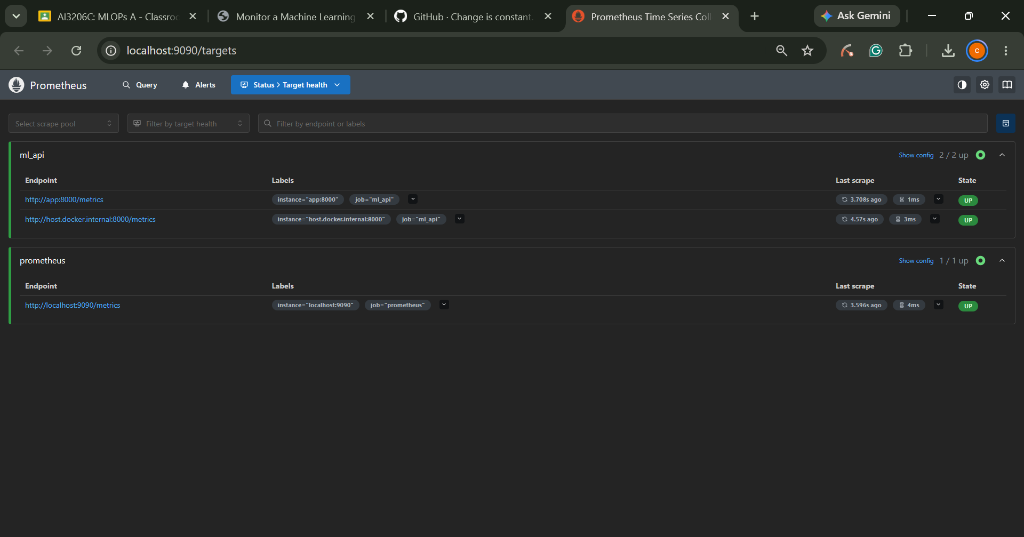 AI3206C: MLOPs A - Classroo
Monitor a Machine Learning
GitHub · Change is constant.
Prometheus Time Series Coll
Ask Gemini
localhost:9090/targets
Prometheus
Query
Alerts
Status > Target health
Select scrape pool
Filter by target health
Filter by endpoint or labels
ml_api
Show config
2 / 2 up
Endpoint Labels Last scrape State
http://app:8000/metrics instance="app:8000" job="ml_api" 3.708s ago 1ms UP
http://host.docker.internal:8000/metrics instance="host.docker.internal:8000" job="ml_api" 4.57s ago 3ms UP
prometheus
Show config
1 / 1 up
Endpoint Labels Last scrape State
http://localhost:9090/metrics instance="localhost:9090" job="prometheus" 3.596s ago 4ms UP